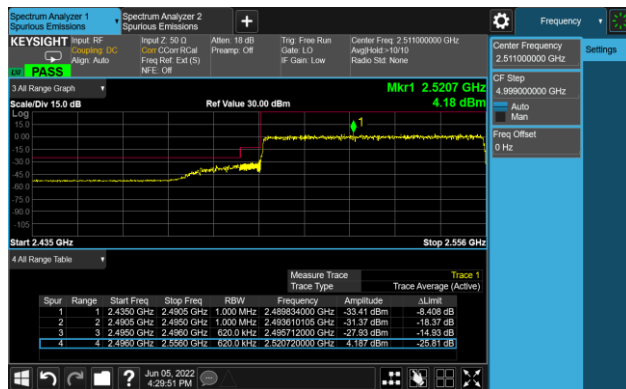 Spectrum Analyzer 1
Spurious Emissions
Spectrum Analyzer 2
Spurious Emissions
Frequency
KEYSIGHT
Input: RF
Coupling: DC
Align: Auto
Input Z: 50 Ω
Corr CCorr RCal
Freq Ref: Ext (S)
NFE: Off
Atten: 18 dB
Preamp: Off
Trig: Free Run
Gate: LO
IF Gain: Low
Center Freq: 2.511000000 GHz
Avg|Hold:>10/10
Radio Std: None
PASS
Center Frequency
2.511000000 GHz
Settings
CF Step
4.999000000 GHz
Auto
Man
Freq Offset
0 Hz
3 All Range Graph
Mkr1 2.5207 GHz
Scale/Div 15.0 dB
Ref Value 30.00 dBm
4.18 dBm
Log
15.0
0.00
-15.0
-30.0
-45.0
-60.0
-75.0
-90.0
-105
1
Start 2.435 GHz
Stop 2.556 GHz
4 All Range Table
Measure Trace Trace 1
Trace Type Trace Average (Active)
Spur Range Start Freq Stop Freq RBW Frequency Amplitude ΔLimit
1 1 2.4350 GHz 2.4905 GHz 1.000 MHz 2.489834000 GHz -33.41 dBm -8.408 dB
2 2 2.4905 GHz 2.4950 GHz 1.000 MHz 2.493610105 GHz -31.37 dBm -18.37 dB
3 3 2.4950 GHz 2.4960 GHz 620.0 kHz 2.495712000 GHz -27.93 dBm -14.93 dB
4 4 2.4960 GHz 2.5560 GHz 620.0 kHz 2.520720000 GHz 4.187 dBm -25.81 dB
Jun 05, 2022
4:29:51 PM